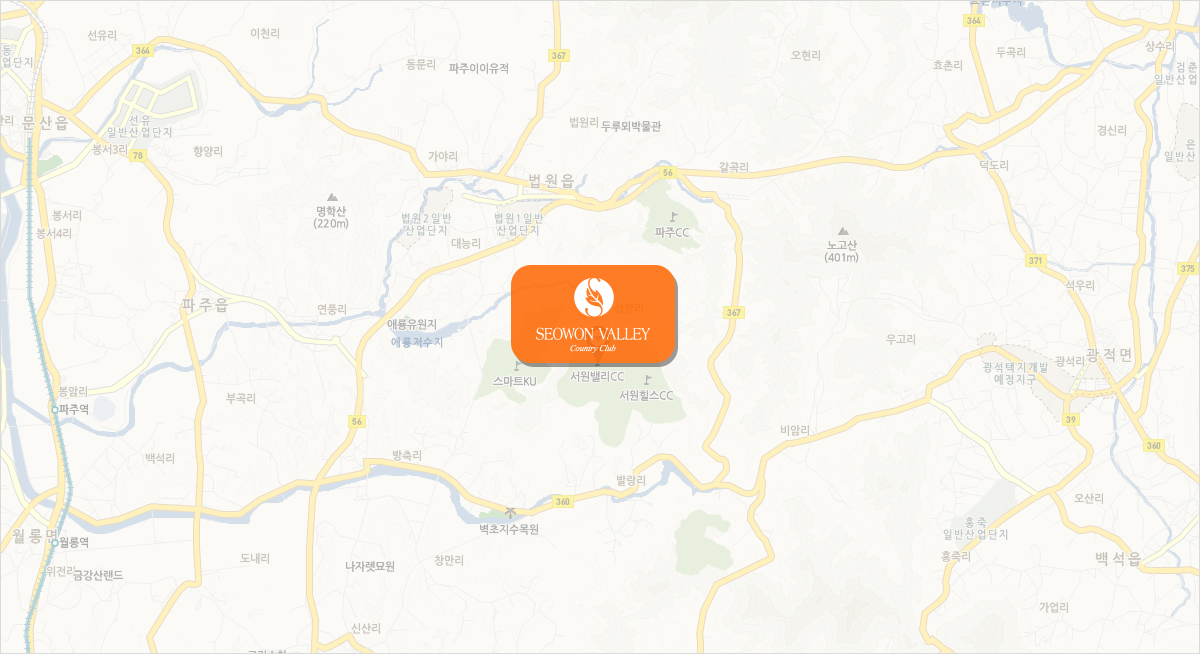 선유리
이천리
364
367
364
상수리
동문리
파주이이유적
오현리
두곡리
효촌리
동
업단지
검준
일반산업
문산읍
선유
일반산업단지
법원리
두루뫼박물관
경신리
봉서3리
78
향양리
가야리
56
갈곡리
덕도리
일반산
법원읍
봉서리
봉서4리
명학산
(220m)
법원2일반
산업단지
법원1일반
산업단지
대능리
파주CC
노고산
(401m)
371
375
석우리
파주읍
연풍리
애룡유원지
애룡저수지
367
SEOWON VALLEY
Country Club
우고리
광석택지개발
예정지구
광석리
광적면
스마트KU
서원밸리CC
서원힐스CC
봉암리
파주역
부곡리
56
39
비암리
360
백석리
방축리
발랑리
360
벽초지수목원
오산리
홍죽
일반산업단지
홍죽리
백석읍
월롱면
월롱역
위전리
금강산랜드
도내리
나자렛묘원
창만리
가업리
신산리